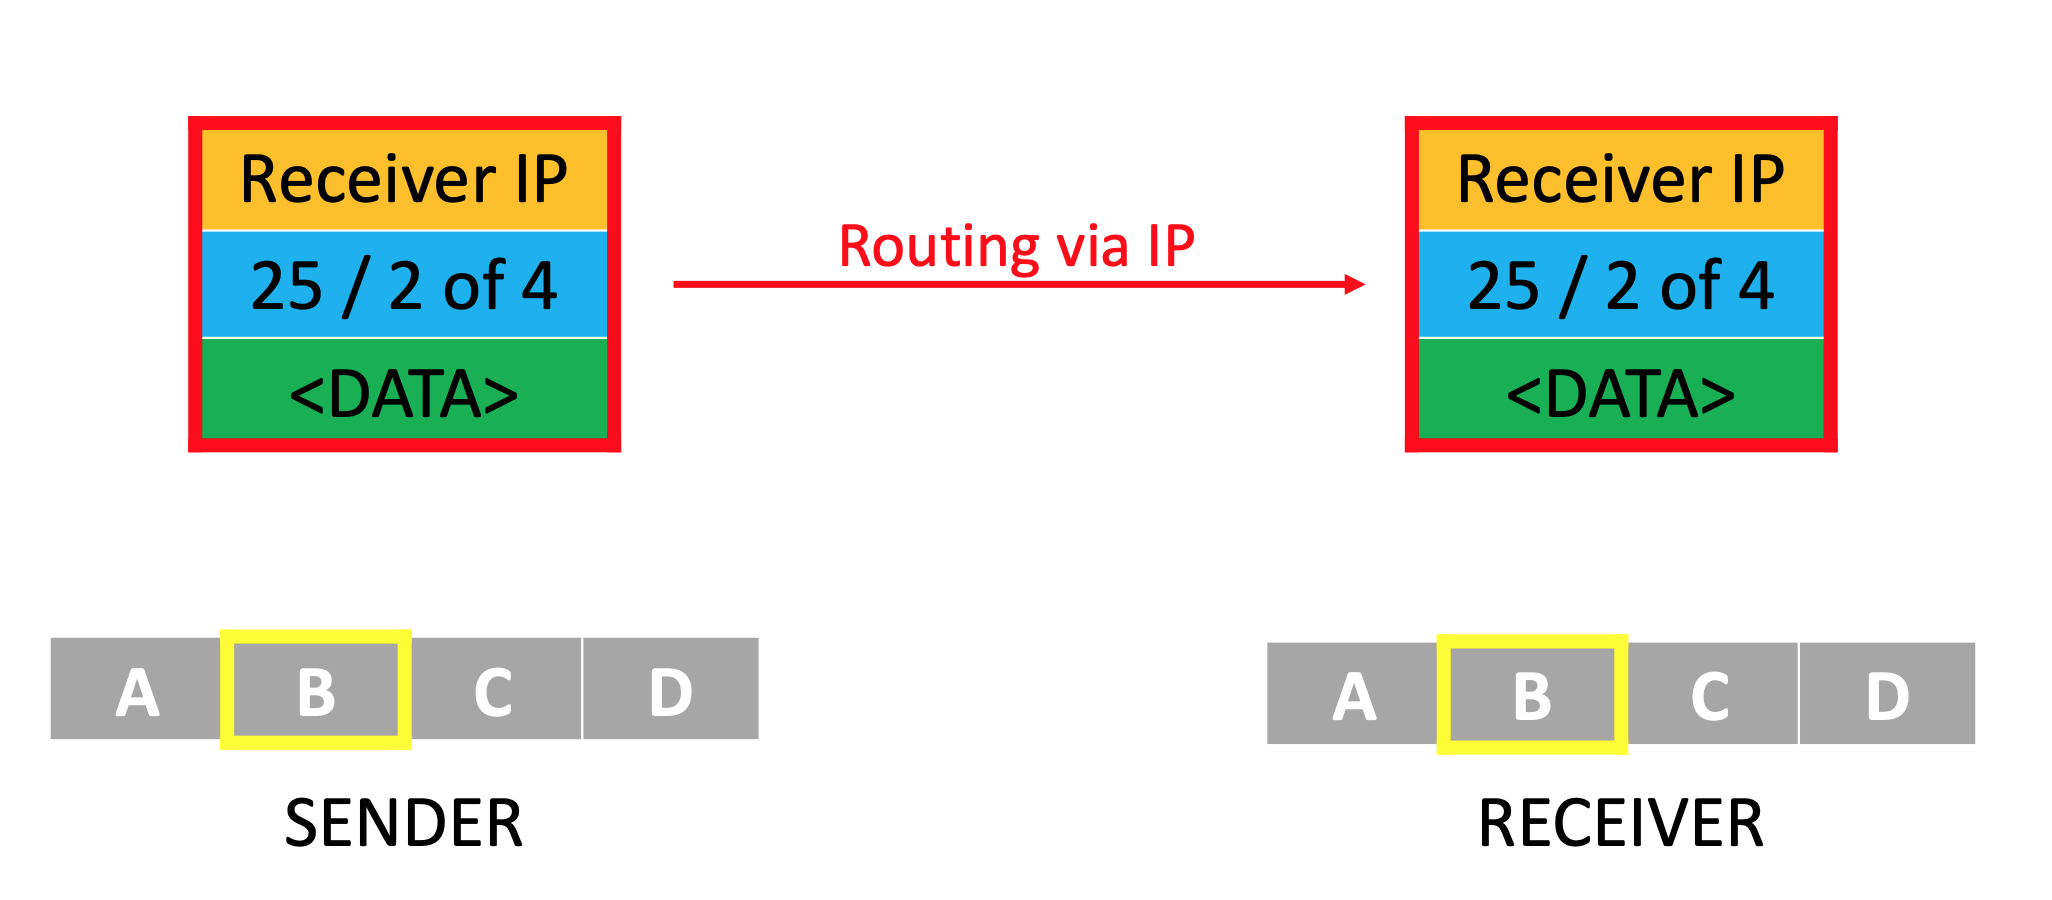 Receiver IP
25 / 2 of 4
<DATA>
Routing via IP
Receiver IP
25 / 2 of 4
<DATA>
A B C D
SENDER
A B C D
RECEIVER